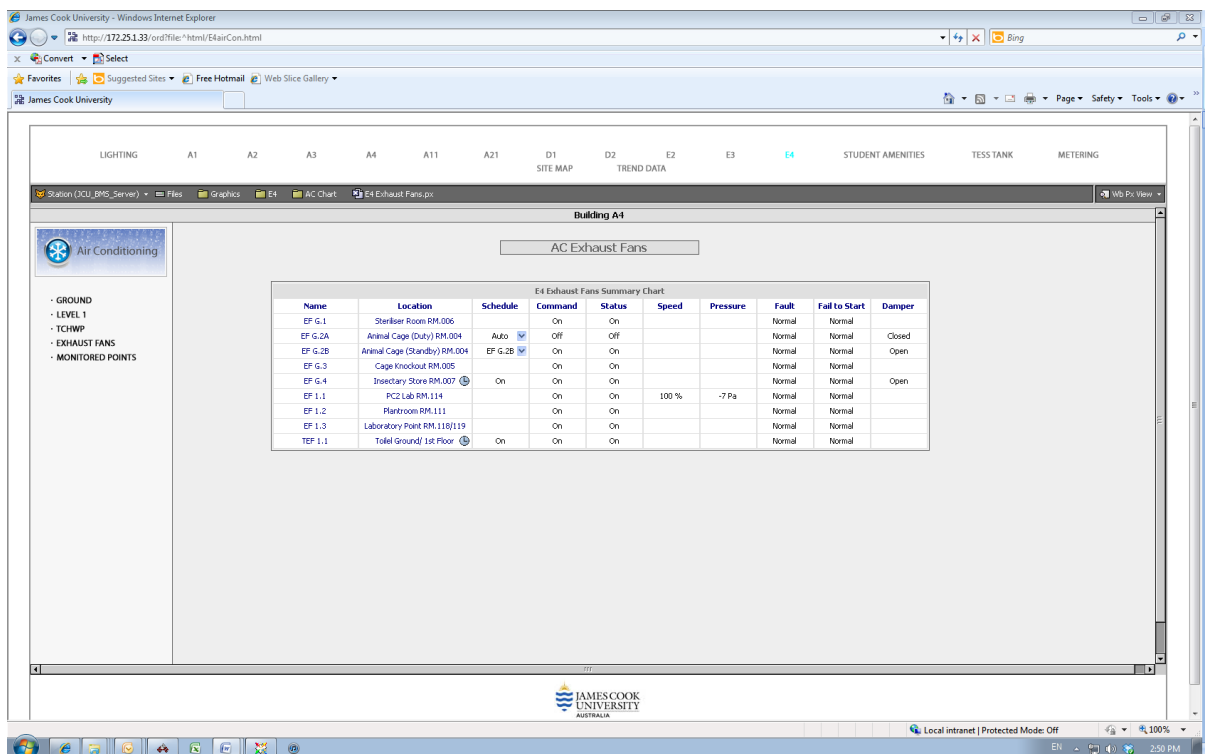 James Cook University - Windows Internet Explorer
http://172.25.1.33/ord?file:^html/E4airCon.html
Bing
x Convert Select
Favorites Suggested Sites Free Hotmail Web Slice Gallery
James Cook University
Page Safety Tools
LIGHTING A1 A2 A3 A4 A11 A21 D1 D2 E2 E3 E4 STUDENT AMENITIES TESS TANK METERING
SITE MAP TREND DATA
Station (JCU_BMS_Server) Files Graphics E4 AC Chart E4 Exhaust Fans.px Wb Px View
Building A4
Air Conditioning
AC Exhaust Fans
· GROUND
· LEVEL 1
· TCHWP
· EXHAUST FANS
· MONITORED POINTS
E4 Exhaust Fans Summary Chart
Name Location Schedule Command Status Speed Pressure Fault Fail to Start Damper
EF G.1 Steriliser Room RM.006 On On Normal Normal
EF G.2A Animal Cage (Duty) RM.004 Auto Off Off Normal Normal Closed
EF G.2B Animal Cage (Standby) RM.004 EF G.2B On On Normal Normal Open
EF G.3 Cage Knockout RM.005 On On Normal Normal
EF G.4 Insectary Store RM.007 On On On Normal Normal Open
EF 1.1 PC2 Lab RM.114 On On 100 % -7 Pa Normal Normal
EF 1.2 Plantroom RM.111 On On Normal Normal
EF 1.3 Laboratory Point RM.118/119 On On Normal Normal
TEF 1.1 Toilel Ground/ 1st Floor On On On Normal Normal
JAMES COOK
UNIVERSITY
AUSTRALIA
Local intranet | Protected Mode: Off 100%
EN 2:50 PM